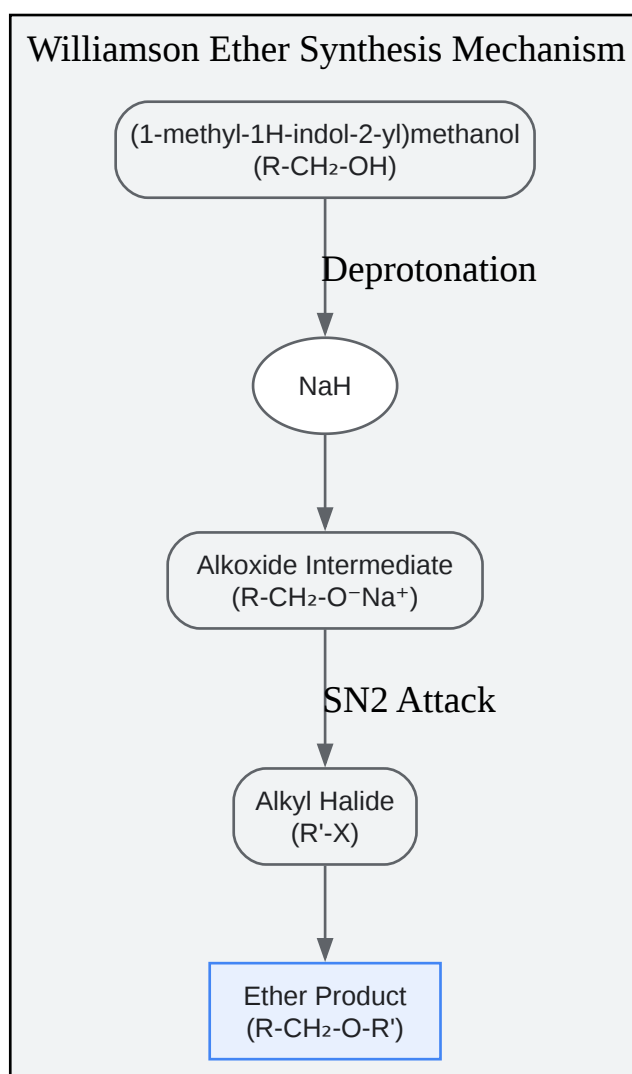 Williamson Ether Synthesis Mechanism
(1-methyl-1H-indol-2-yl)methanol
(R-CH₂-OH)
Deprotonation
NaH
Alkoxide Intermediate
(R-CH₂-O⁻Na⁺)
SN2 Attack
Alkyl Halide
(R'-X)
Ether Product
(R-CH₂-O-R')